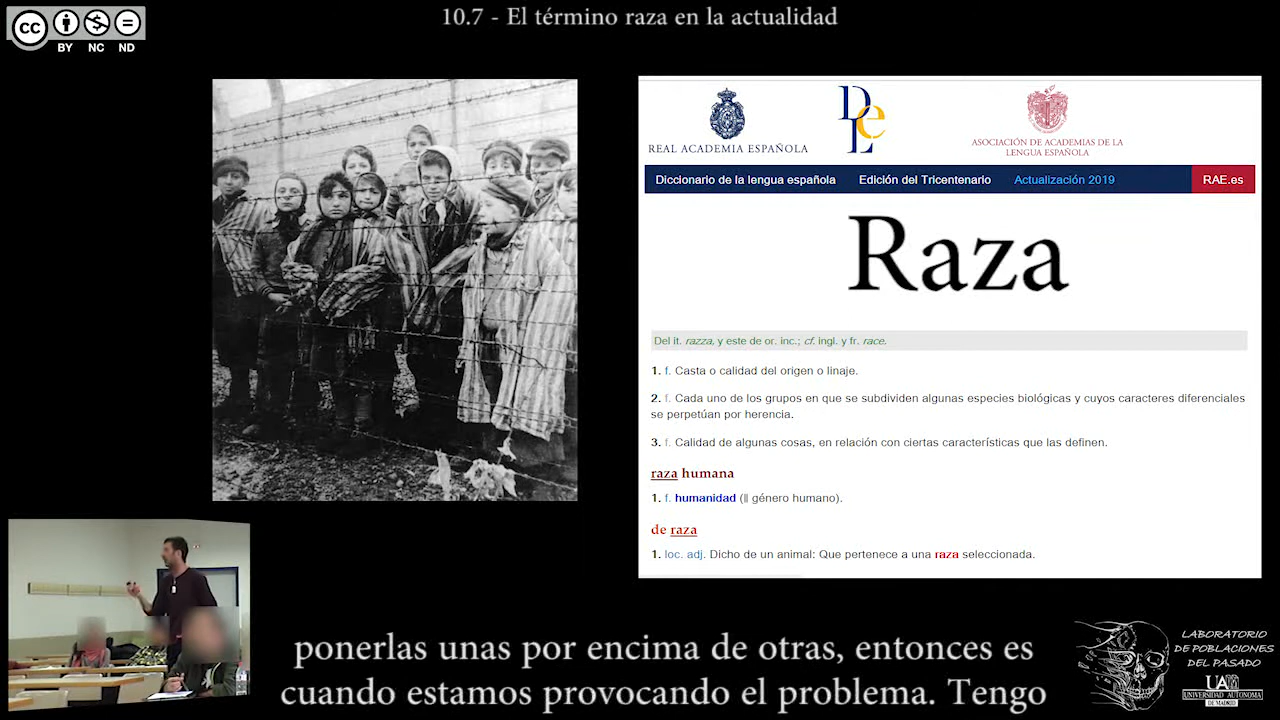 10.7 - El término raza en la actualidad
cc
BY NC ND
REAL ACADEMIA ESPAÑOLA
DLe
ASOCIACIÓN DE ACADEMIAS DE LA
LENGUA ESPAÑOLA
Diccionario de la lengua española Edición del Tricentenario Actualización 2019 RAE.es
Raza
Del it. razza, y este de or. inc.; cf. ingl. y fr. race.
1. f. Casta o calidad del origen o linaje.
2. f. Cada uno de los grupos en que se subdividen algunas especies biológicas y cuyos caracteres diferenciales
se perpetúan por herencia.
3. f. Calidad de algunas cosas, en relación con ciertas características que las definen.
raza humana
1. f. humanidad (‖ género humano).
de raza
1. loc. adj. Dicho de un animal: Que pertenece a una raza seleccionada.
ponerlas unas por encima de otras, entonces es
cuando estamos provocando el problema. Tengo
LABORATORIO
DE POBLACIONES
DEL PASADO
UAM
UNIVERSIDAD AUTONOMA
DE MADRID